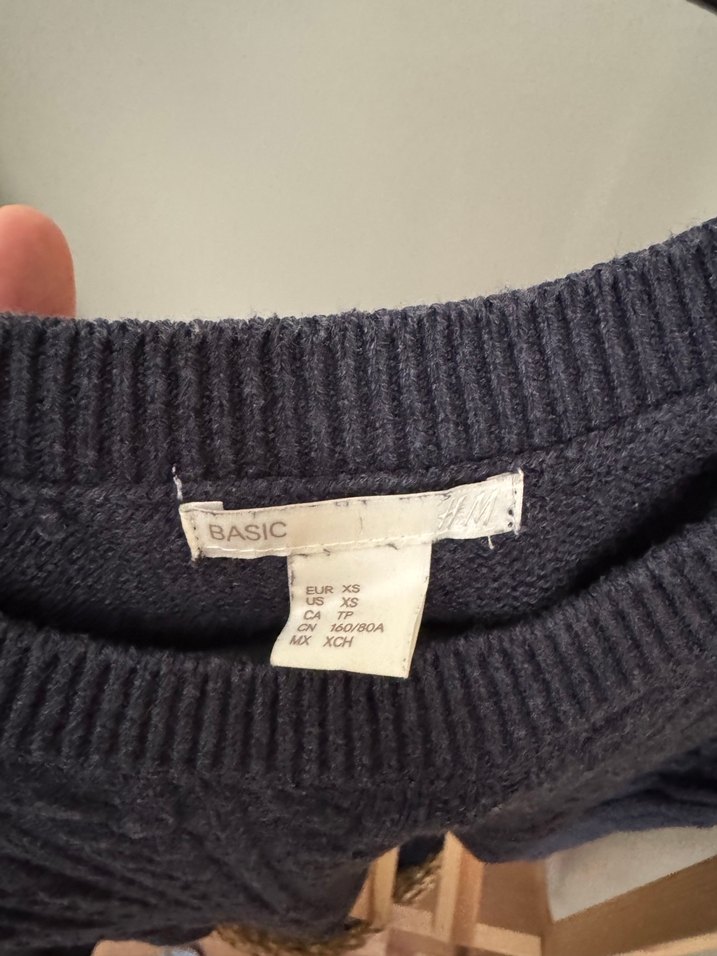 BASIC H&M
EUR XS
US XS
CA TP
CN 160/80A
MX XCH